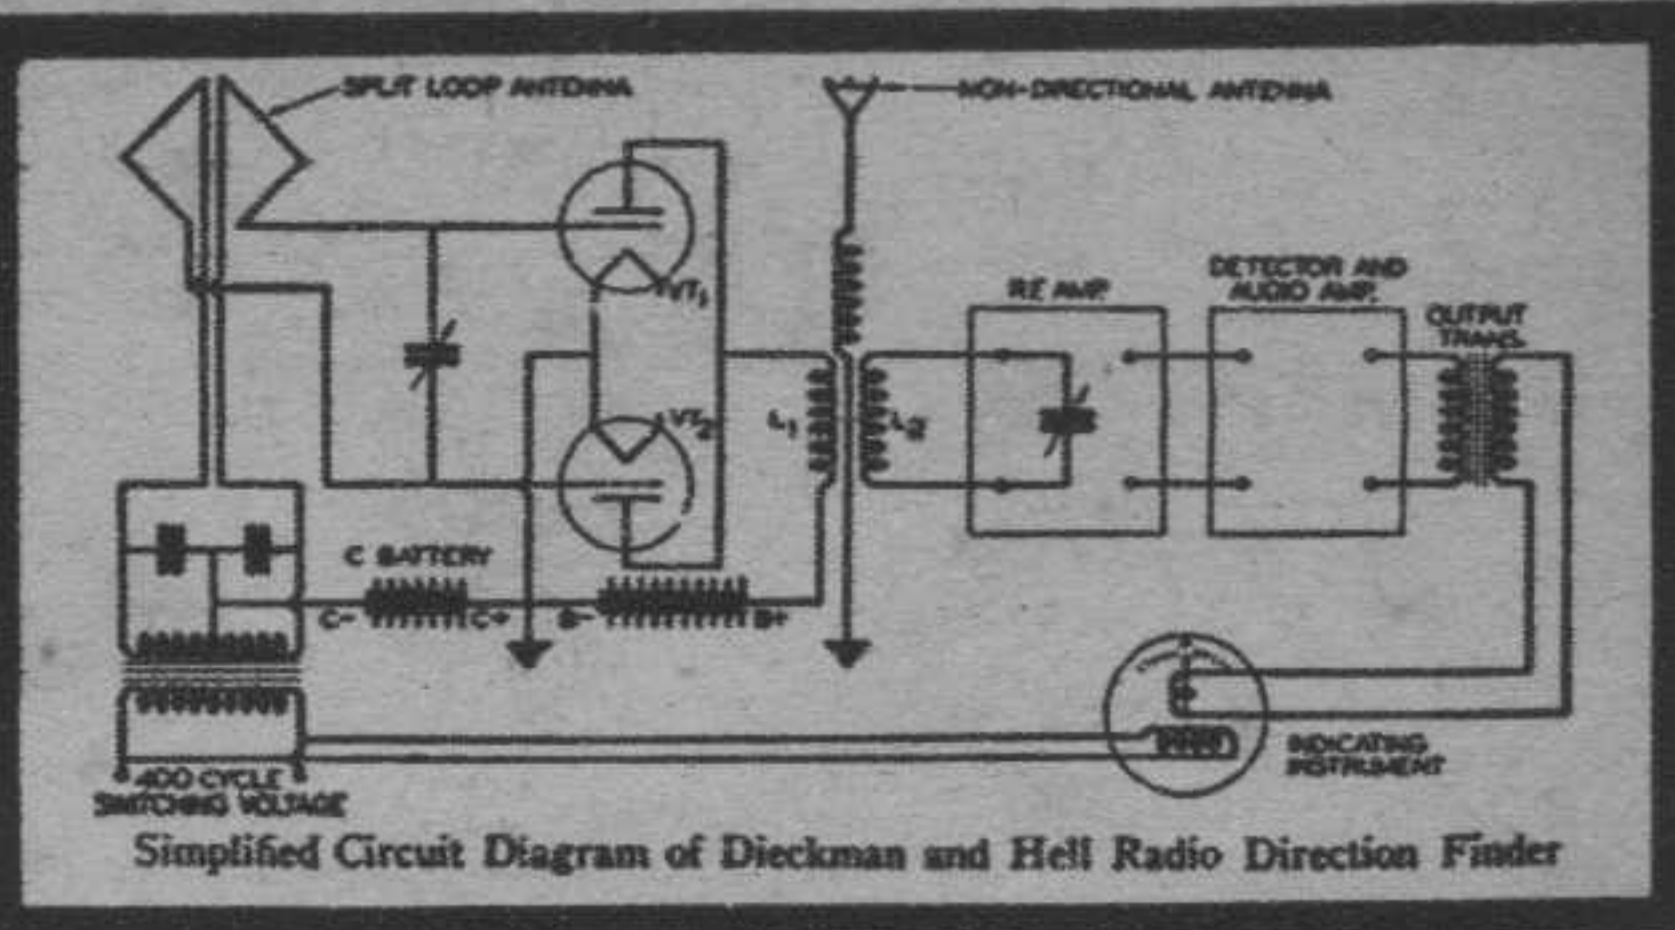 SPLIT LOOP ANTENNA
NON-DIRECTIONAL ANTENNA
VT1
DETECTOR AND
AUDIO AMP.
R.F. AMP.
OUTPUT
TRANS.
VT2
L1
L2
C BATTERY
C- C+ B- B+
INDICATING
INSTRUMENT
400 CYCLE
SWITCHING VOLTAGE
Simplified Circuit Diagram of Dieckman and Hell Radio Direction Finder